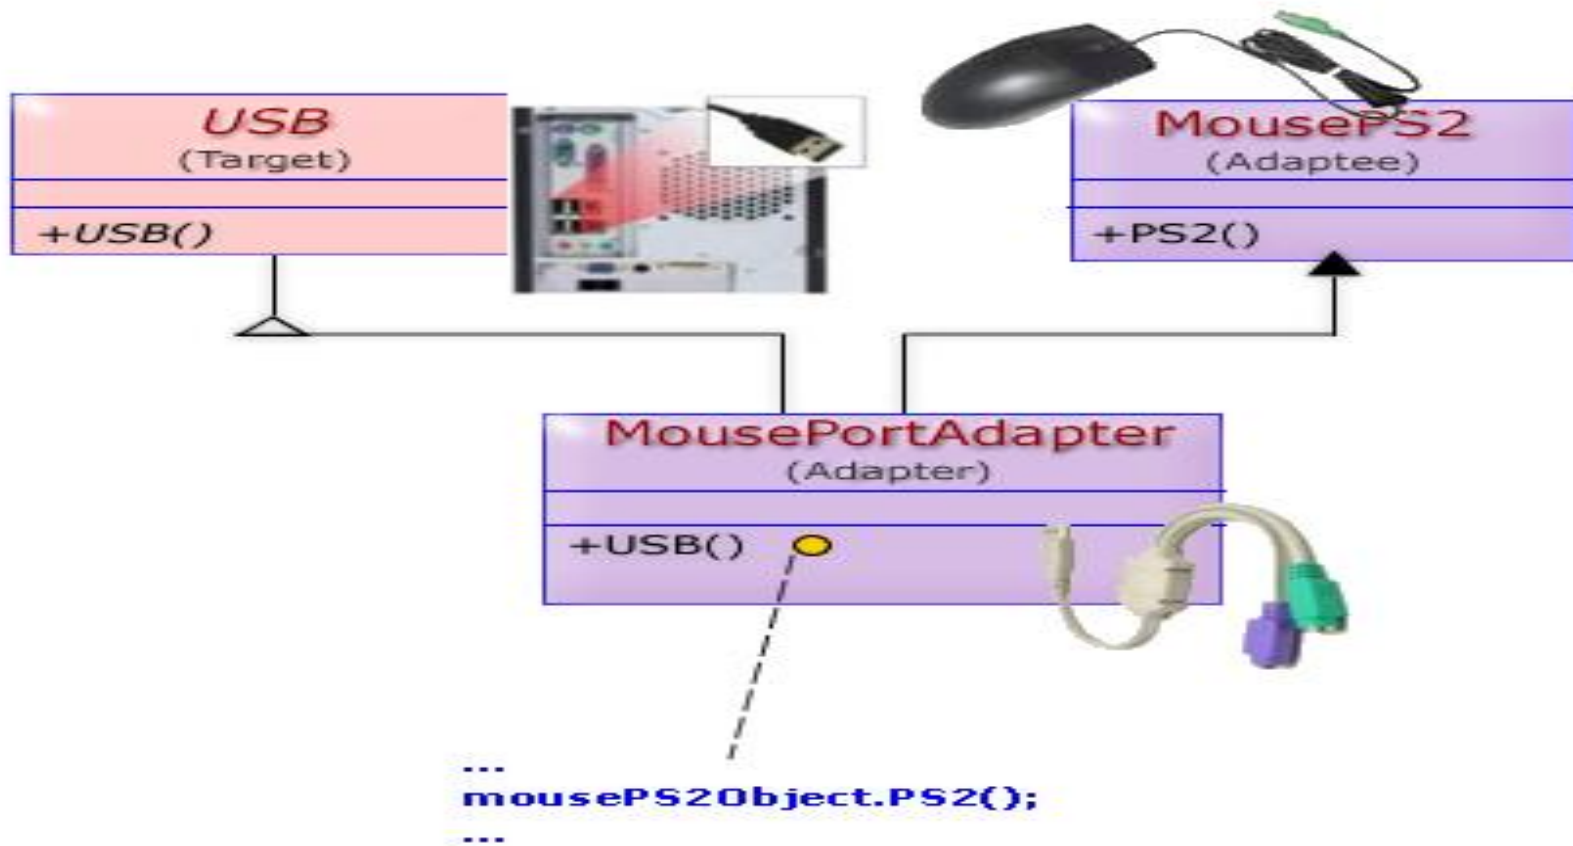 USB
(Target)
+USB()
MousePS2
(Adaptee)
+PS2()
MousePortAdapter
(Adapter)
+USB()
...
mousePS2Object.PS2();
...